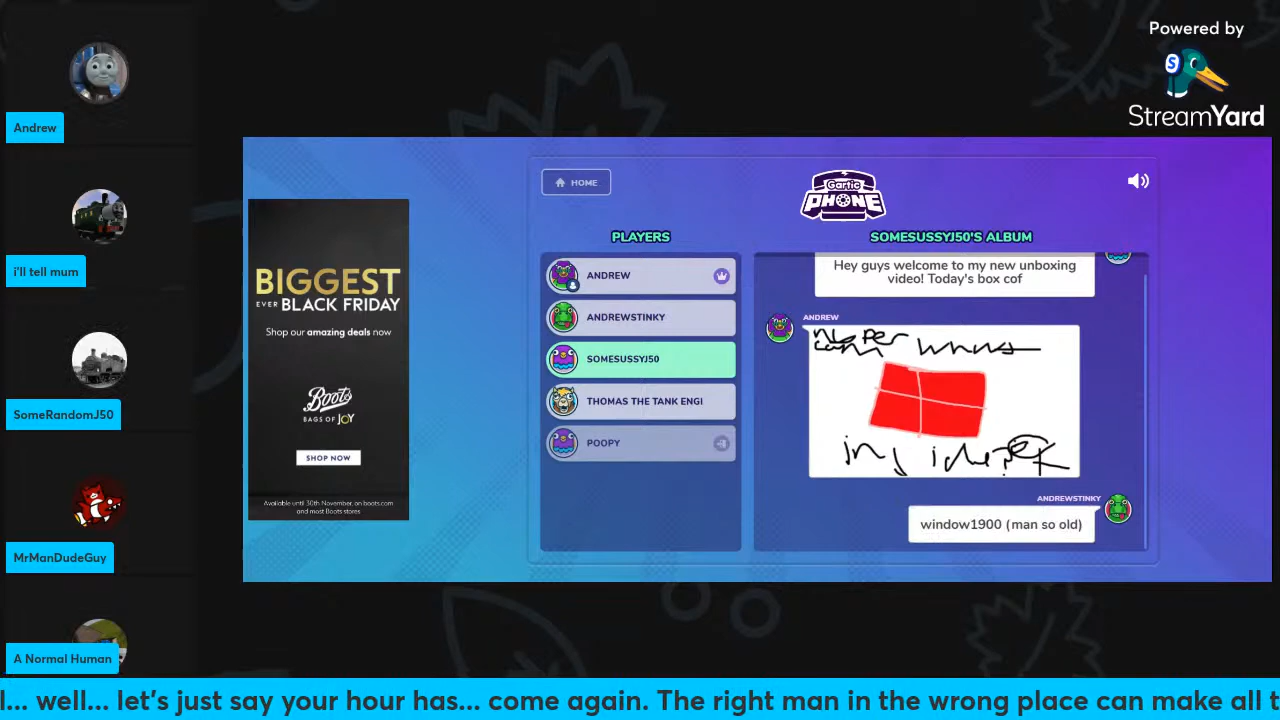 Powered by
StreamYard
Andrew
i'll tell mum
SomeRandomJ50
MrManDudeGuy
A Normal Human
BIGGEST
EVER BLACK FRIDAY
Shop our amazing deals now
Boots
BAGS OF JOY
SHOP NOW
Available until 30th November, on boots.com
and most Boots stores
HOME
Gartic
PHONE
PLAYERS
ANDREW
ANDREWSTINKY
SOMESUSSYJ50
THOMAS THE TANK ENGI
POOPY
SOMESUSSYJ50'S ALBUM
Hey guys welcome to my new unboxing
video! Today's box cof
ANDREW
ANDREWSTINKY
window1900 (man so old)
l... well... let's just say your hour has... come again. The right man in the wrong place can make all t